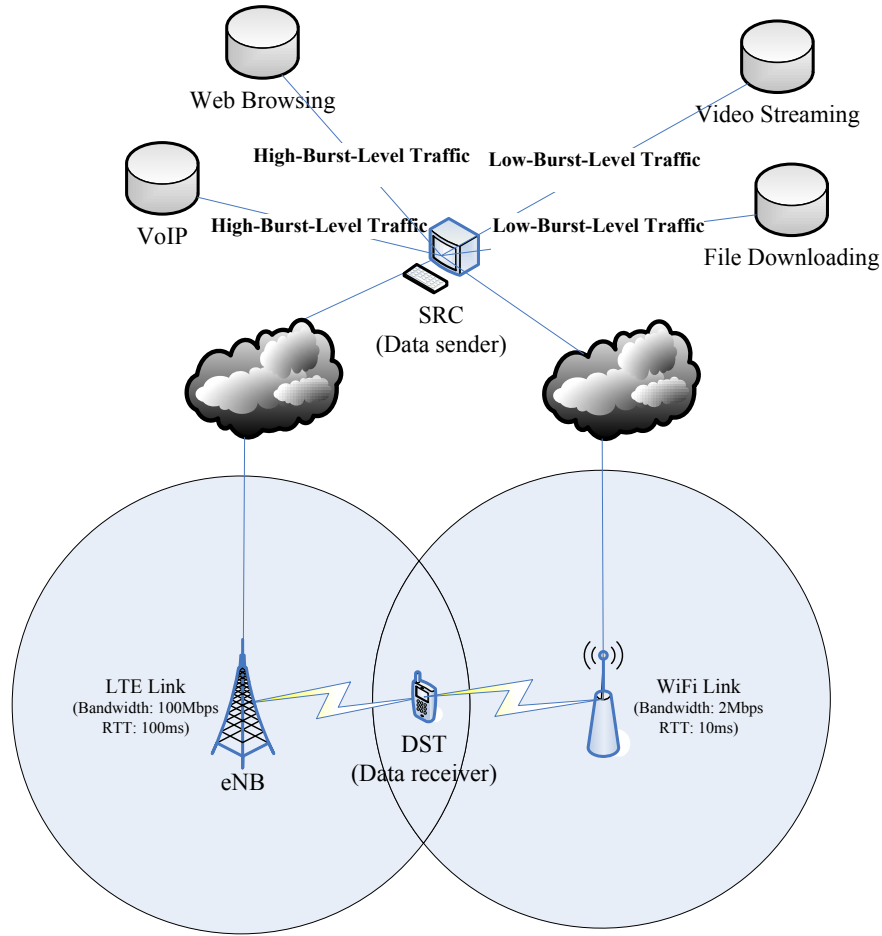 Web Browsing
Video Streaming
High-Burst-Level Traffic
Low-Burst-Level Traffic
VoIP
High-Burst-Level Traffic
Low-Burst-Level Traffic
File Downloading
SRC
(Data sender)
LTE Link
(Bandwidth: 100Mbps
RTT: 100ms)
eNB
DST
(Data receiver)
WiFi Link
(Bandwidth: 2Mbps
RTT: 10ms)